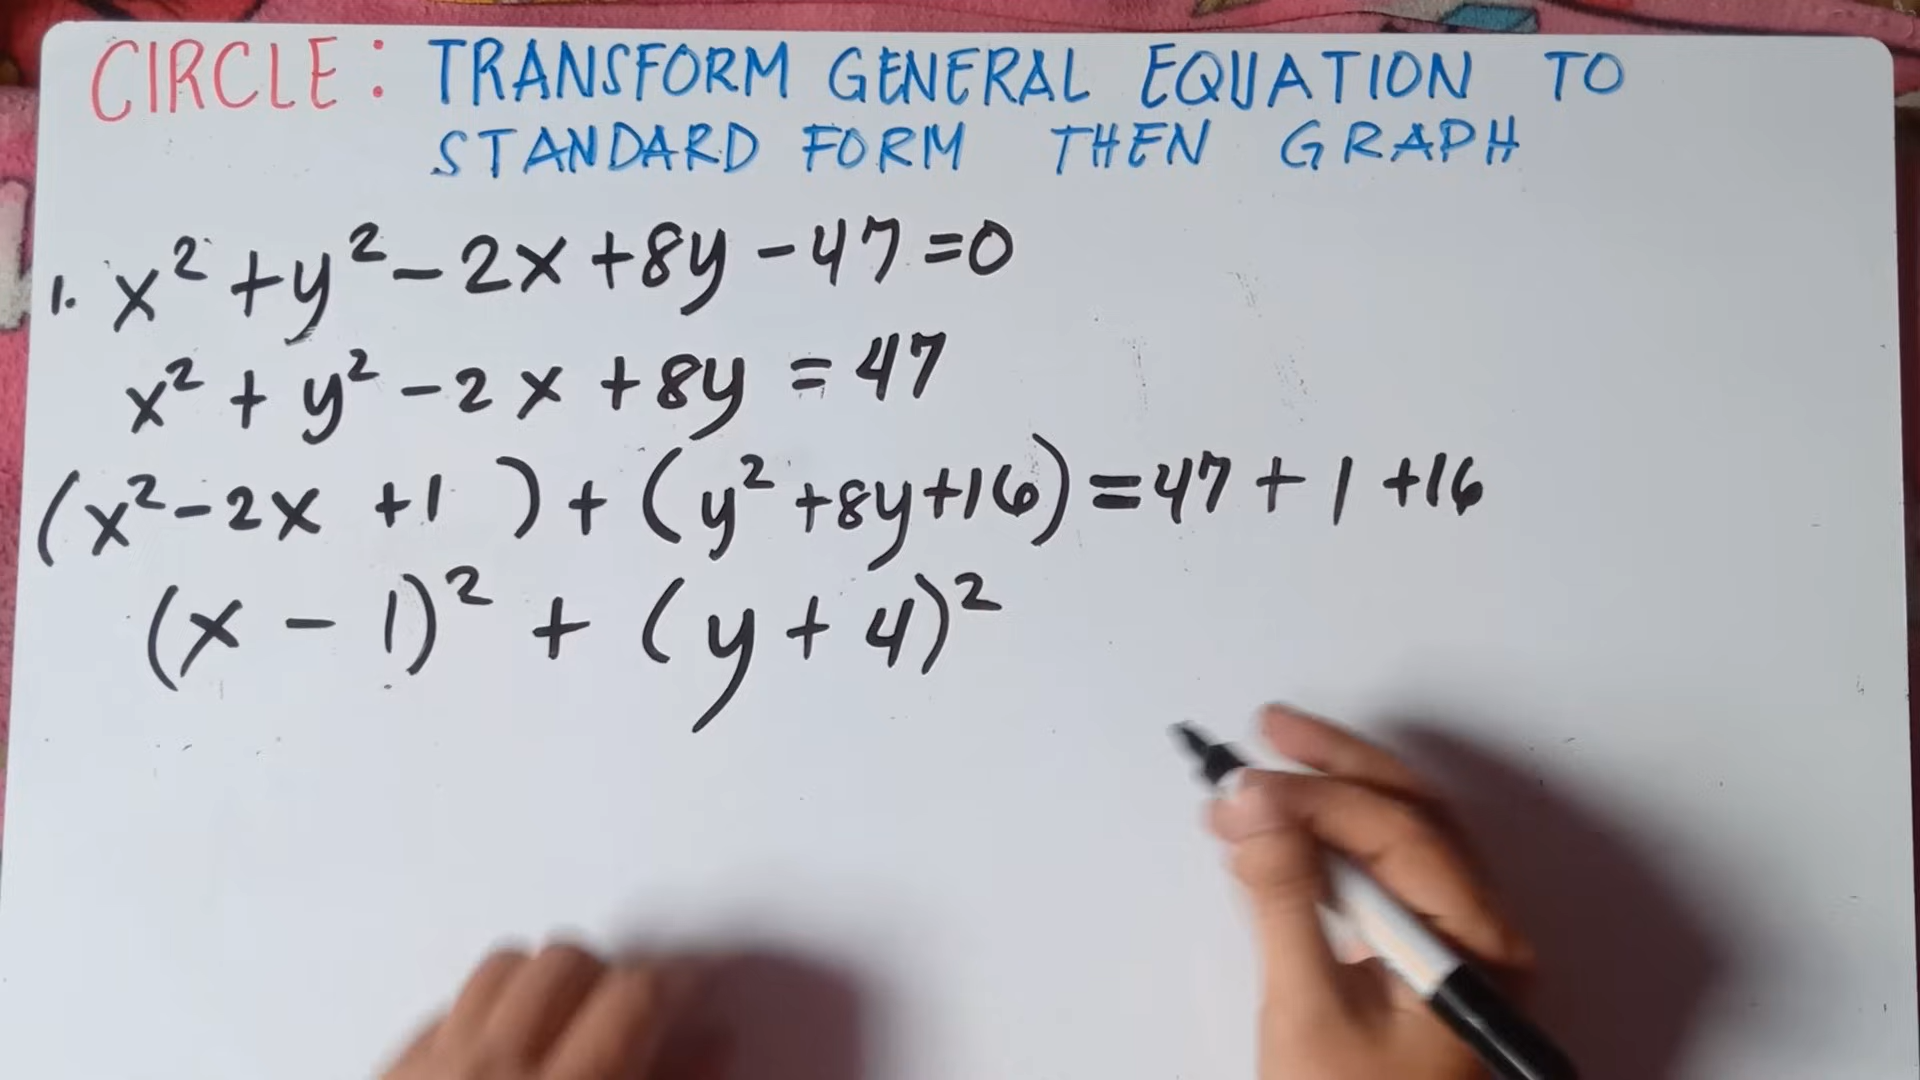 CIRCLE: TRANSFORM GENERAL EQUATION TO
STANDARD FORM THEN GRAPH
1. x² + y² - 2x + 8y - 47 = 0
x² + y² - 2x + 8y = 47
(x² - 2x + 1 ) + (y² + 8y + 16) = 47 + 1 + 16
(x - 1)² + (y + 4)²